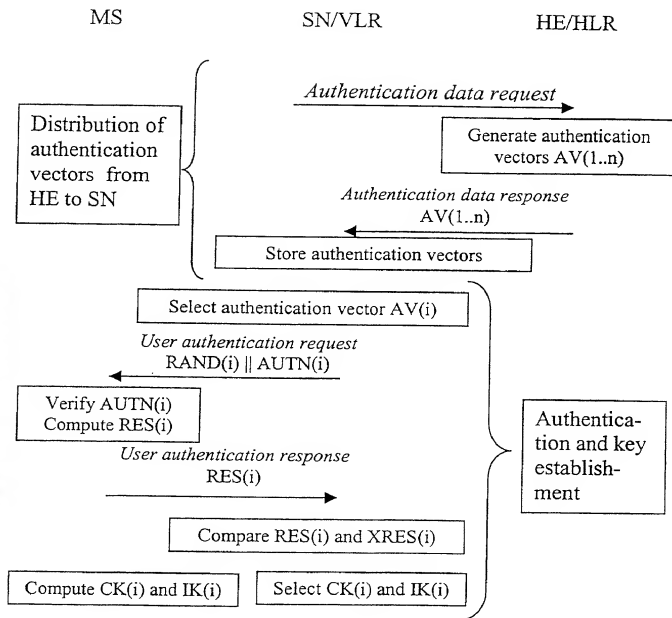 MS SN/VLR HE/HLR
Authentication data request
Distribution of
authentication
vectors from
HE to SN
Generate authentication
vectors AV(1..n)
Authentication data response
AV(1..n)
Store authentication vectors
Select authentication vector AV(i)
User authentication request
RAND(i) || AUTN(i)
Verify AUTN(i)
Compute RES(i)
User authentication response
RES(i)
Authentica-
tion and key
establish-
ment
Compare RES(i) and XRES(i)
Compute CK(i) and IK(i) Select CK(i) and IK(i)